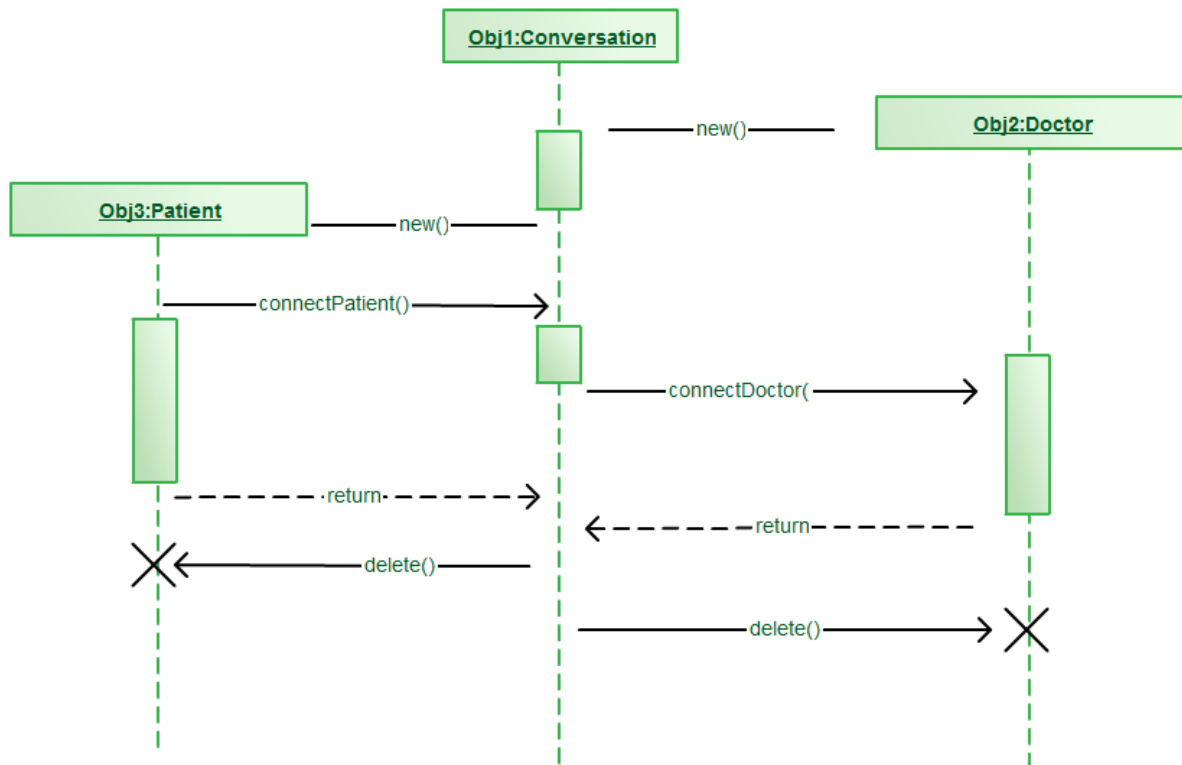 Obj1:Conversation
new()
Obj2:Doctor
Obj3:Patient
new()
connectPatient()
connectDoctor(
return
return
delete()
delete()